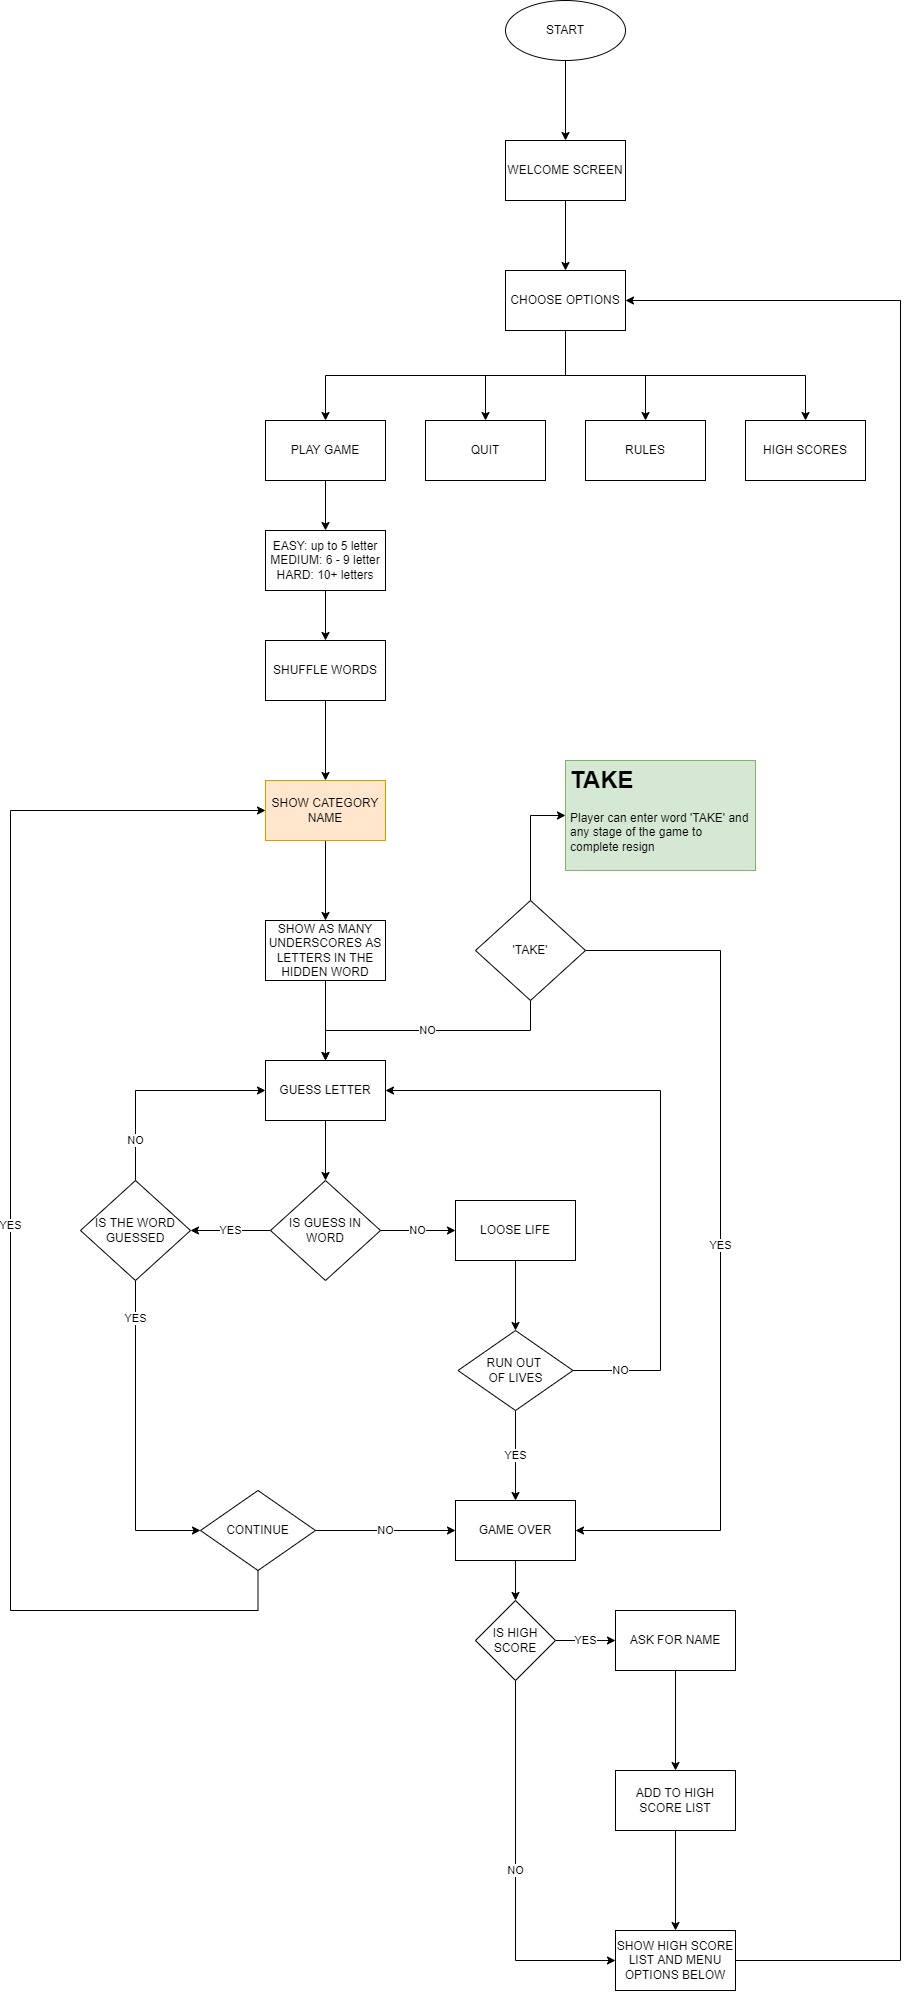 START
WELCOME SCREEN
CHOOSE OPTIONS
PLAY GAME
QUIT
RULES
HIGH SCORES
EASY: up to 5 letter
MEDIUM: 6 - 9 letter
HARD: 10+ letters
SHUFFLE WORDS
SHOW CATEGORY
NAME
TAKE
Player can enter word 'TAKE' and
any stage of the game to
complete resign
SHOW AS MANY
UNDERSCORES AS
LETTERS IN THE
HIDDEN WORD
'TAKE'
NO
GUESS LETTER
NO
IS THE WORD
GUESSED
YES
IS GUESS IN
WORD
NO
LOOSE LIFE
YES
YES
YES
RUN OUT
OF LIVES
NO
YES
CONTINUE
NO
GAME OVER
IS HIGH
SCORE
YES
ASK FOR NAME
ADD TO HIGH
SCORE LIST
NO
SHOW HIGH SCORE
LIST AND MENU
OPTIONS BELOW